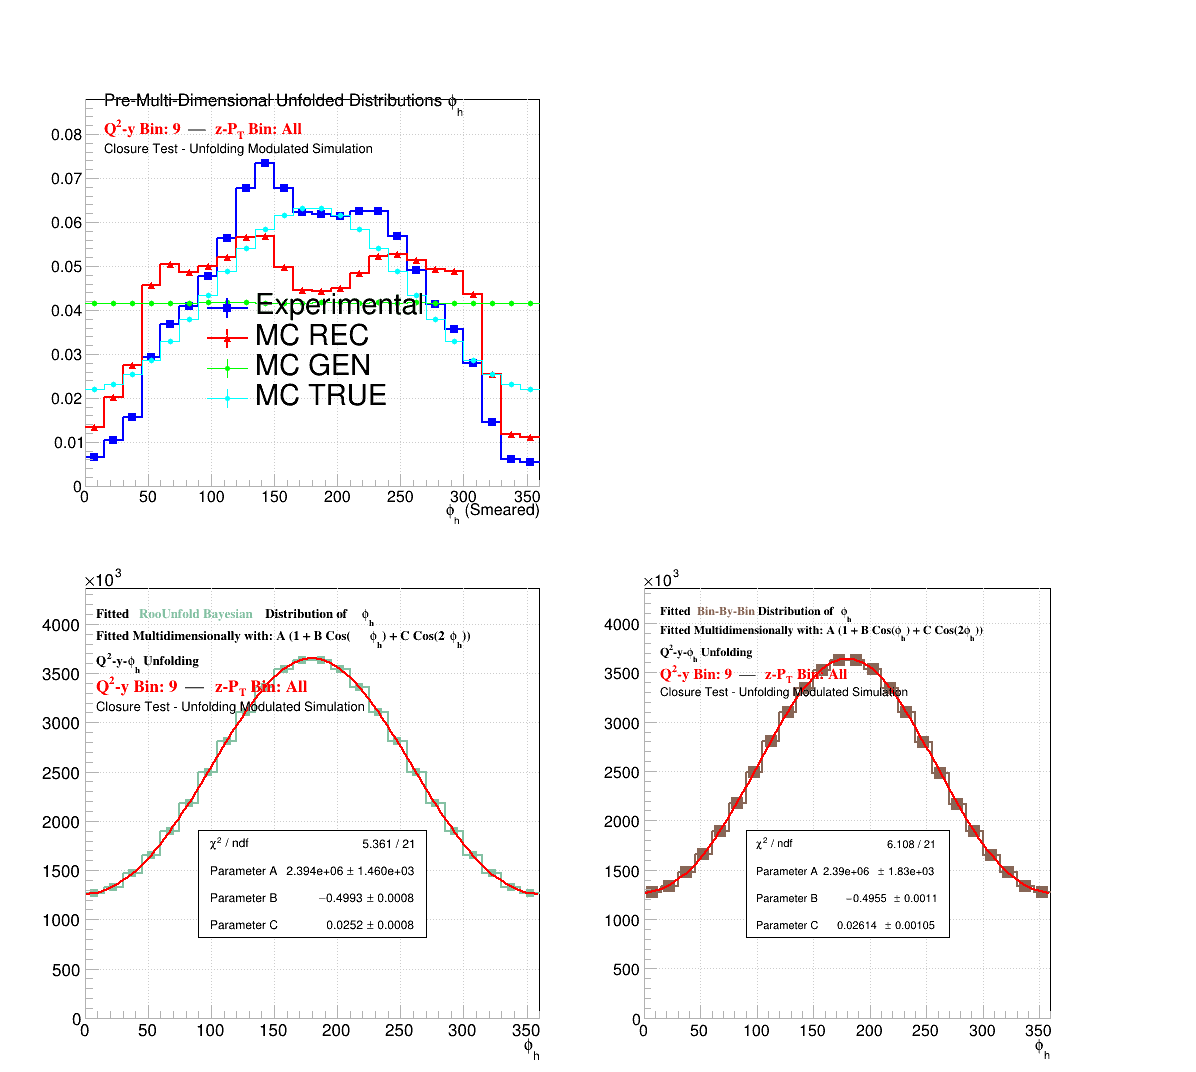 Pre-Multi-Dimensional Unfolded Distributions ϕh
Q2-y Bin: 9 — z-PT Bin: All
Closure Test - Unfolding Modulated Simulation
0.08
0.07
0.06
0.05
0.04
0.03
0.02
0.01
0
Experimental
MC REC
MC GEN
MC TRUE
0 50 100 150 200 250 300 350
ϕh (Smeared)
×103
Fitted RooUnfold Bayesian Distribution of ϕh
Fitted Multidimensionally with: A (1 + B Cos( ϕh) + C Cos(2 ϕh))
Q2-y-ϕh Unfolding
Q2-y Bin: 9 — z-PT Bin: All
Closure Test - Unfolding Modulated Simulation
4000
3500
3000
2500
2000
1500
1000
500
0
χ2 / ndf 5.361 / 21
Parameter A 2.394e+06 ± 1.460e+03
Parameter B −0.4993 ± 0.0008
Parameter C 0.0252 ± 0.0008
0 50 100 150 200 250 300 350
ϕh
×103
Fitted Bin-By-Bin Distribution of ϕh
Fitted Multidimensionally with: A (1 + B Cos(ϕh) + C Cos(2ϕh))
Q2-y-ϕh Unfolding
Q2-y Bin: 9 — z-PT Bin: All
Closure Test - Unfolding Modulated Simulation
4000
3500
3000
2500
2000
1500
1000
500
0
χ2 / ndf 6.108 / 21
Parameter A 2.39e+06 ± 1.83e+03
Parameter B −0.4955 ± 0.0011
Parameter C 0.02614 ± 0.00105
0 50 100 150 200 250 300 350
ϕh